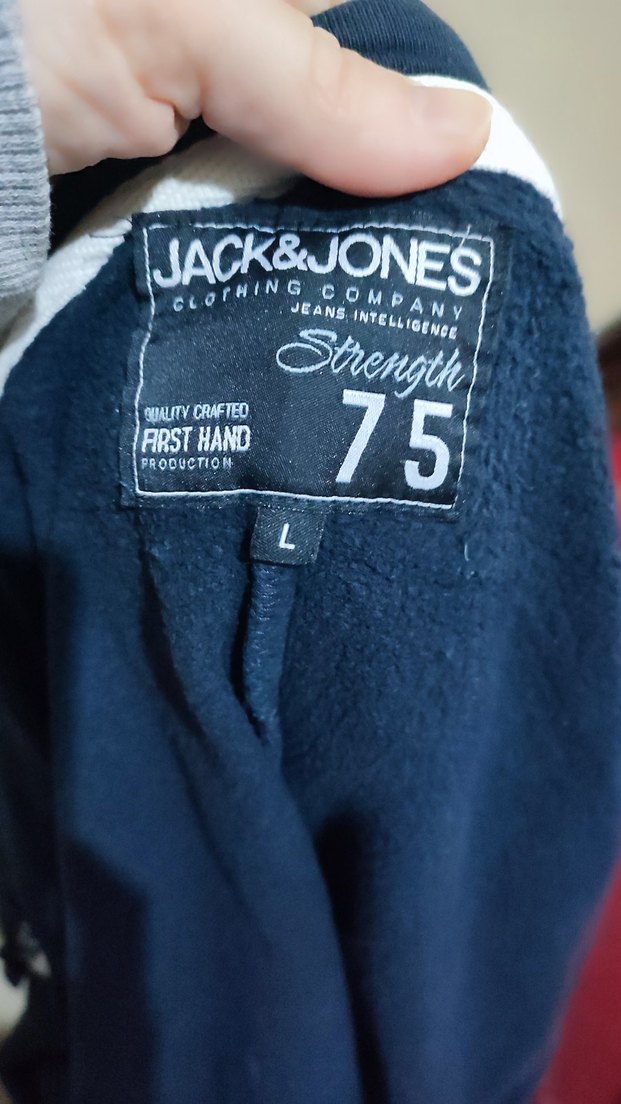 JACK&JONES
CLOTHING COMPANY
JEANS INTELLIGENCE
Strength
75
QUALITY CRAFTED
FIRST HAND
PRODUCTION
L